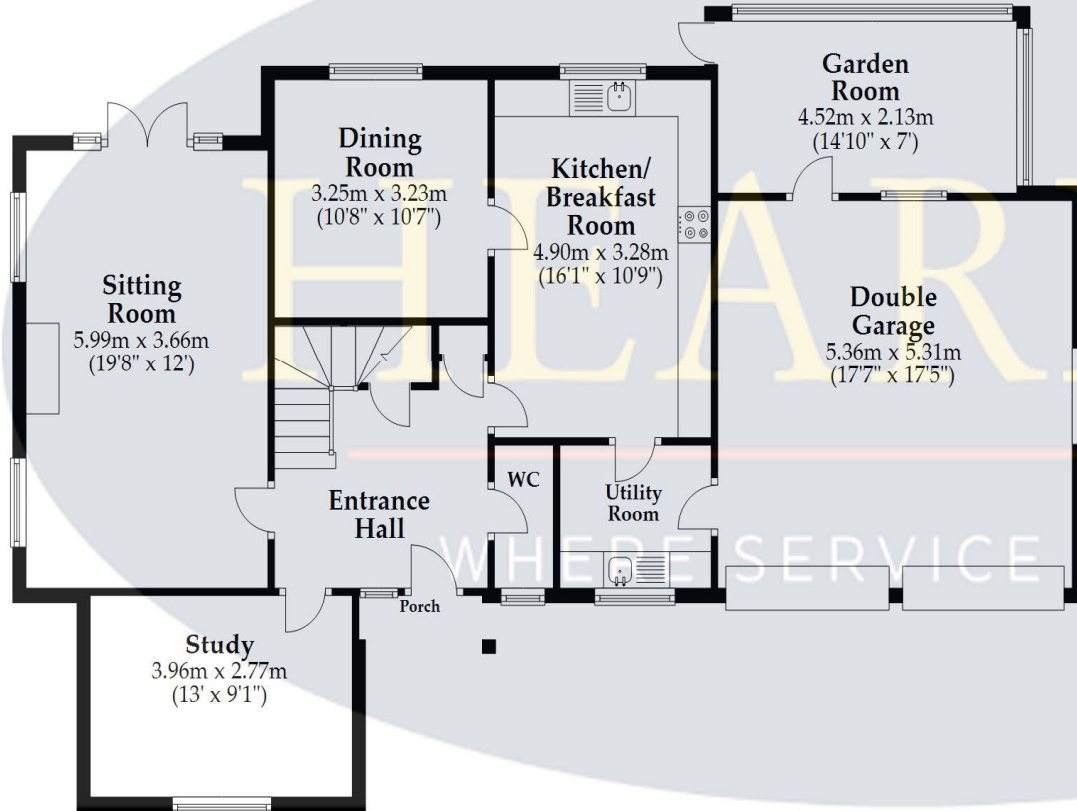 Garden
Room
4.52m x 2.13m
(14'10" x 7')
Dining
Room
3.25m x 3.23m
(10'8" x 10'7")
Kitchen/
Breakfast
Room
4.90m x 3.28m
(16'1" x 10'9")
Sitting
Room
5.99m x 3.66m
(19'8" x 12')
Double
Garage
5.36m x 5.31m
(17'7" x 17'5")
Entrance
Hall
WC
Utility
Room
Porch
Study
3.96m x 2.77m
(13' x 9'1")
HEAR
WHERE SERVICE